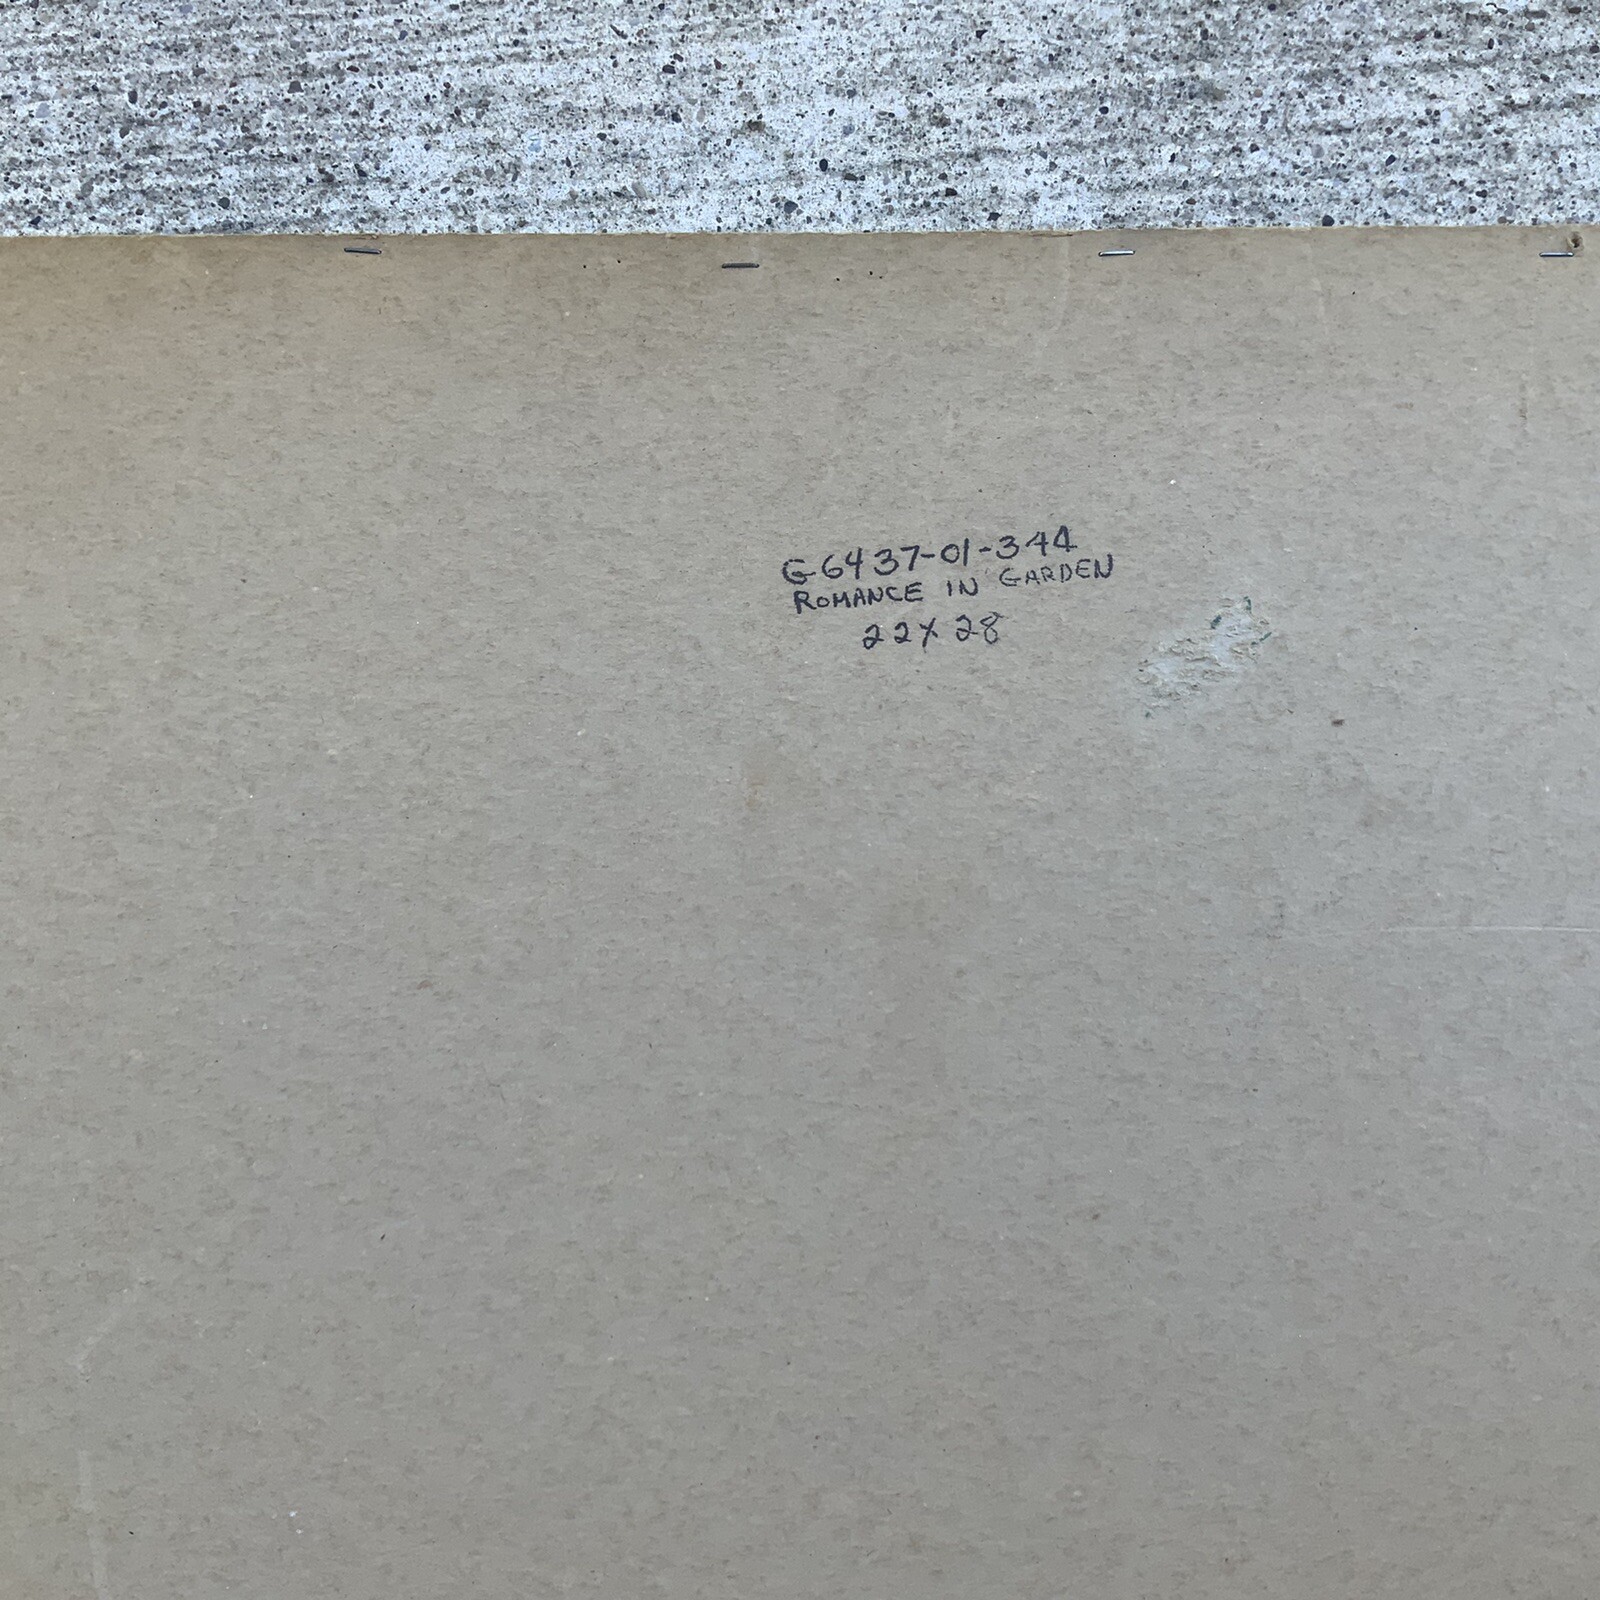 G6437-01-344
ROMANCE IN GARDEN
22X28